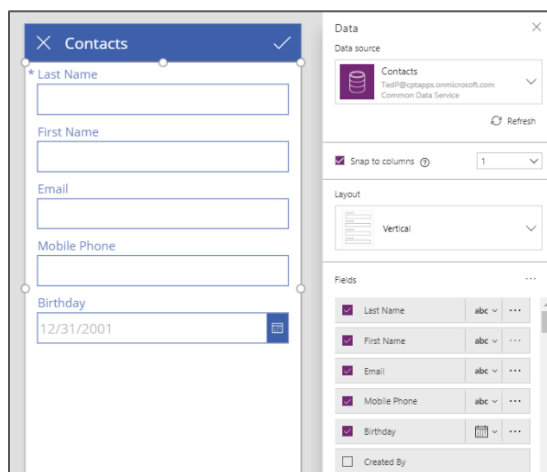 Contacts
* Last Name
First Name
Email
Mobile Phone
Birthday
12/31/2001
Data
Data source
Contacts
TedP@cptapps.onmicrosoft.com
Common Data Service
Refresh
Snap to columns ?
1
Layout
Vertical
Fields
...
Last Name abc ...
First Name abc ...
Email abc ...
Mobile Phone abc ...
Birthday ...
Created By